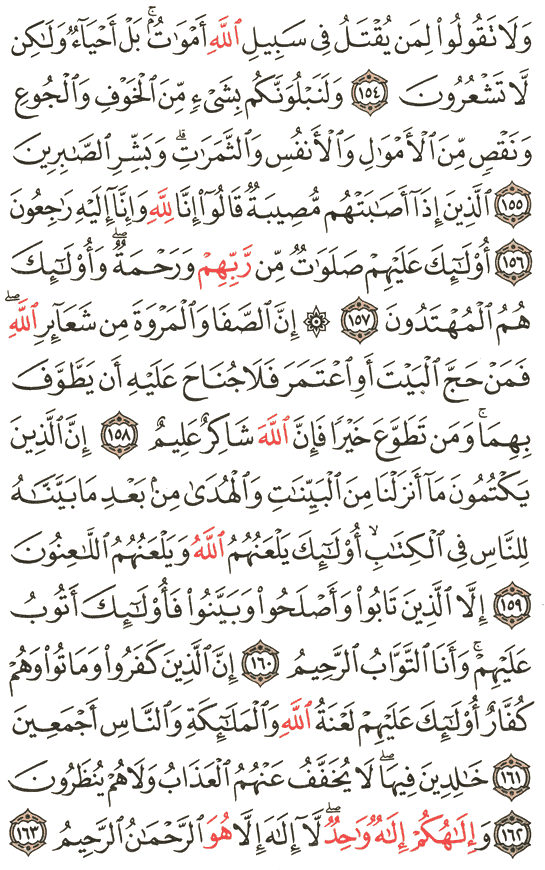 وَلَا تَقُولُوا۟ لِمَن يُقْتَلُ فِى سَبِيلِ ٱللَّهِ أَمْوَٰتٌۢ ۚ بَلْ أَحْيَآءٌ وَلَٰكِن
لَّا تَشْعُرُونَ ١٥٤ وَلَنَبْلُوَنَّكُم بِشَىْءٍ مِّنَ ٱلْخَوْفِ وَٱلْجُوعِ
وَنَقْصٍ مِّنَ ٱلْأَمْوَٰلِ وَٱلْأَنفُسِ وَٱلثَّمَرَٰتِ ۗ وَبَشِّرِ ٱلصَّٰبِرِينَ
١٥٥ ٱلَّذِينَ إِذَآ أَصَٰبَتْهُم مُّصِيبَةٌ قَالُوٓا۟ إِنَّا لِلَّهِ وَإِنَّآ إِلَيْهِ رَٰجِعُونَ
١٥٦ أُو۟لَٰٓئِكَ عَلَيْهِمْ صَلَوَٰتٌ مِّن رَّبِّهِمْ وَرَحْمَةٌ ۖ وَأُو۟لَٰٓئِكَ
هُمُ ٱلْمُهْتَدُونَ ١٥٧ ۞ إِنَّ ٱلصَّفَا وَٱلْمَرْوَةَ مِن شَعَآئِرِ ٱللَّهِ ۖ
فَمَنْ حَجَّ ٱلْبَيْتَ أَوِ ٱعْتَمَرَ فَلَا جُنَاحَ عَلَيْهِ أَن يَطَّوَّفَ
بِهِمَا ۚ وَمَن تَطَوَّعَ خَيْرًا فَإِنَّ ٱللَّهَ شَاكِرٌ عَلِيمٌ ١٥٨ إِنَّ ٱلَّذِينَ
يَكْتُمُونَ مَآ أَنزَلْنَا مِنَ ٱلْبَيِّنَٰتِ وَٱلْهُدَىٰ مِنۢ بَعْدِ مَا بَيَّنَّٰهُ
لِلنَّاسِ فِى ٱلْكِتَٰبِ ۙ أُو۟لَٰٓئِكَ يَلْعَنُهُمُ ٱللَّهُ وَيَلْعَنُهُمُ ٱللَّٰعِنُونَ
١٥٩ إِلَّا ٱلَّذِينَ تَابُوا۟ وَأَصْلَحُوا۟ وَبَيَّنُوا۟ فَأُو۟لَٰٓئِكَ أَتُوبُ
عَلَيْهِمْ ۚ وَأَنَا ٱلتَّوَّابُ ٱلرَّحِيمُ ١٦٠ إِنَّ ٱلَّذِينَ كَفَرُوا۟ وَمَاتُوا۟ وَهُمْ
كُفَّارٌ أُو۟لَٰٓئِكَ عَلَيْهِمْ لَعْنَةُ ٱللَّهِ وَٱلْمَلَٰٓئِكَةِ وَٱلنَّاسِ أَجْمَعِينَ
١٦١ خَٰلِدِينَ فِيهَا ۖ لَا يُخَفَّفُ عَنْهُمُ ٱلْعَذَابُ وَلَا هُمْ يُنظَرُونَ
١٦٢ وَإِلَٰهُكُمْ إِلَٰهٌ وَٰحِدٌ ۖ لَّآ إِلَٰهَ إِلَّا هُوَ ٱلرَّحْمَٰنُ ٱلرَّحِيمُ ١٦٣